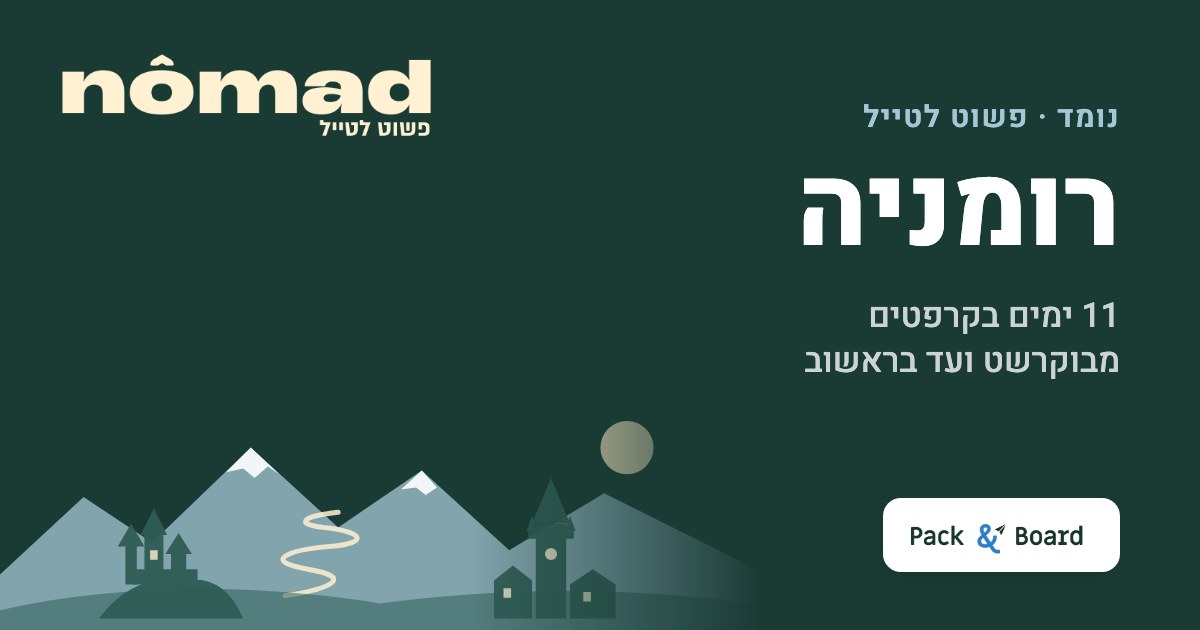 nômad
פשוט לטייל
נומד · פשוט לטייל
רומניה
11 ימים בקרפטים
מבוקרשט ועד בראשוב
Pack & Board